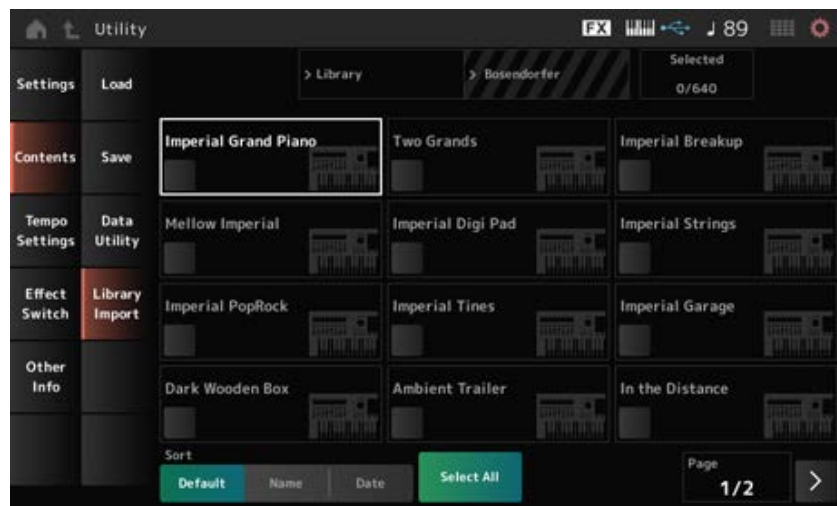 Utility
FX
♩ 89
Settings
Load
> Library
> Bosendorfer
Selected
0/640
Contents
Save
Imperial Grand Piano
Two Grands
Imperial Breakup
Tempo
Settings
Data
Utility
Mellow Imperial
Imperial Digi Pad
Imperial Strings
Effect
Switch
Library
Import
Imperial PopRock
Imperial Tines
Imperial Garage
Other
Info
Dark Wooden Box
Ambient Trailer
In the Distance
Sort
Default
Name
Date
Select All
Page
1/2
>